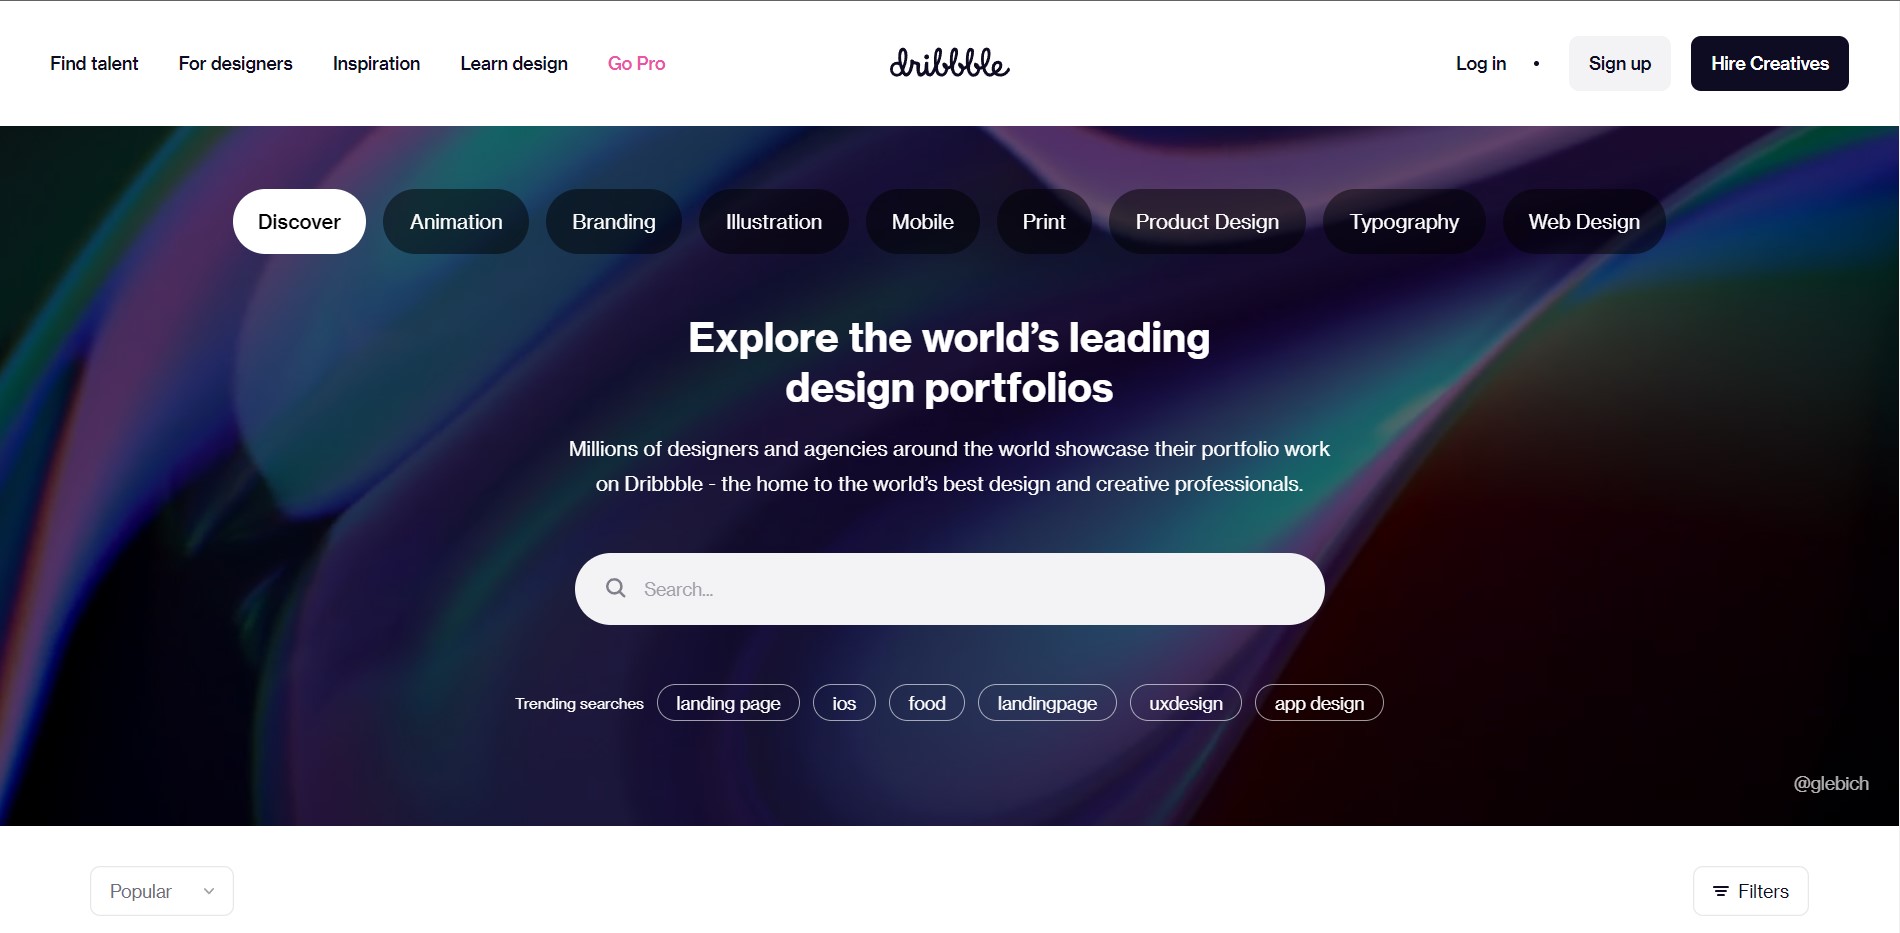 Find talent
For designers
Inspiration
Learn design
Go Pro
dribbble
Log in
•
Sign up
Hire Creatives
Discover
Animation
Branding
Illustration
Mobile
Print
Product Design
Typography
Web Design
Explore the world’s leading
design portfolios
Millions of designers and agencies around the world showcase their portfolio work
on Dribbble - the home to the world’s best design and creative professionals.
Search...
Trending searches
landing page
ios
food
landingpage
uxdesign
app design
@glebich
Popular
Filters